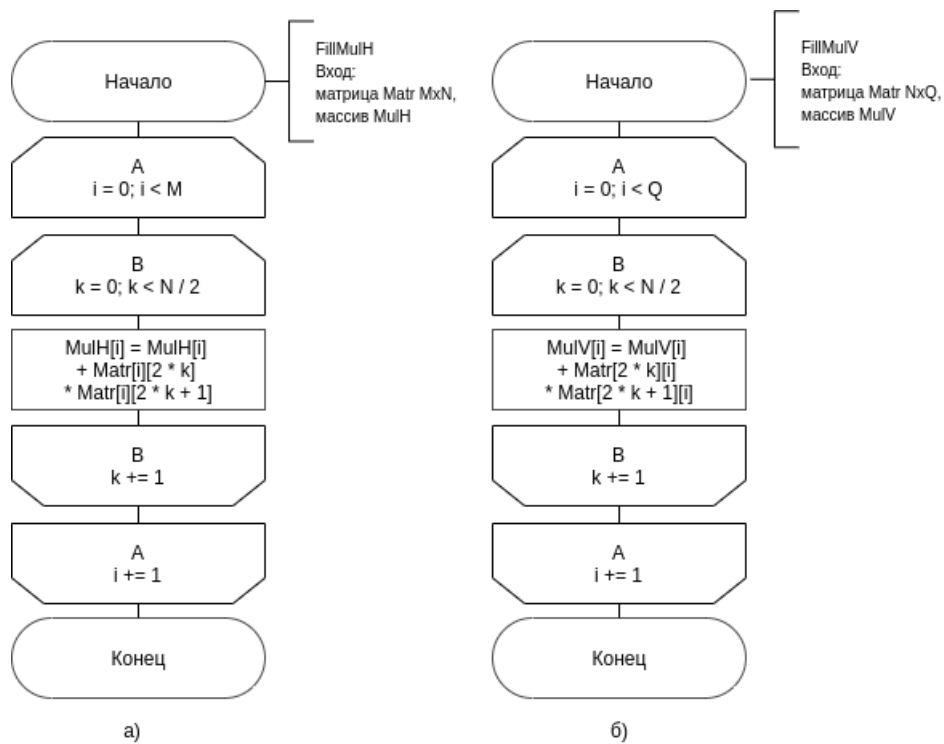 Начало
FillMulH
Вход:
матрица Matr MxN,
массив MulH
A
i = 0; i < M
B
k = 0; k < N / 2
MulH[i] = MulH[i]
+ Matr[i][2 * k]
* Matr[i][2 * k + 1]
B
k += 1
A
i += 1
Конец
а)
Начало
FillMulV
Вход:
матрица Matr NxQ,
массив MulV
A
i = 0; i < Q
B
k = 0; k < N / 2
MulV[i] = MulV[i]
+ Matr[2 * k][i]
* Matr[2 * k + 1][i]
B
k += 1
A
i += 1
Конец
б)